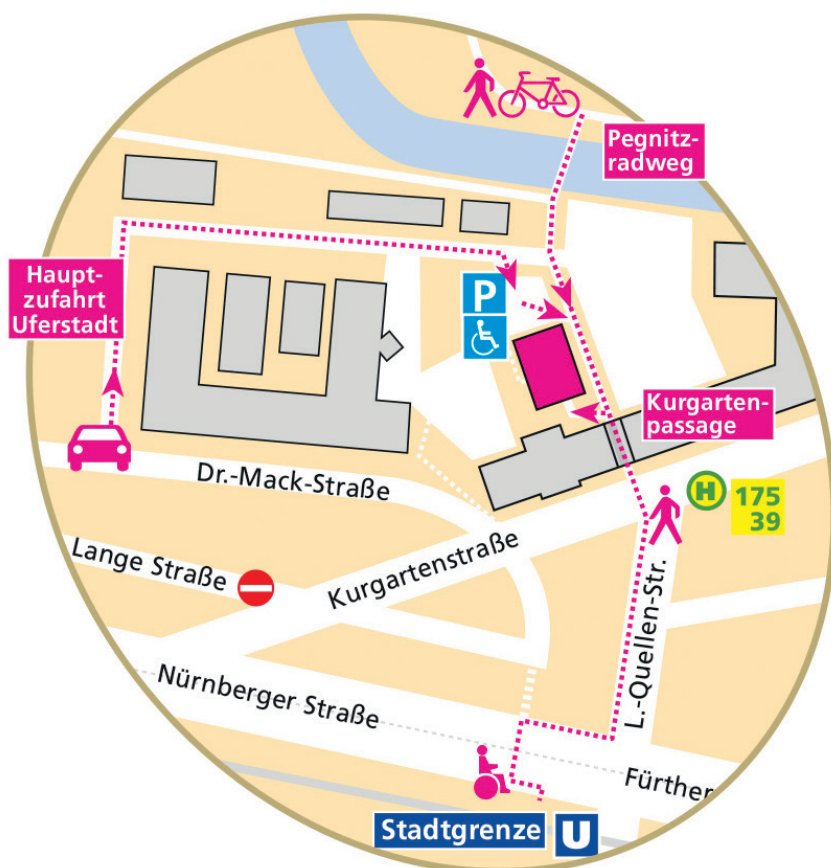 Pegnitz-
radweg
Haupt-
zufahrt
Uferstadt
P
Kurgarten-
passage
Dr.-Mack-Straße
H
175
39
Lange Straße
Kurgartenstraße
L.-Quellen-Str.
Nürnberger Straße
Fürther
Stadtgrenze U